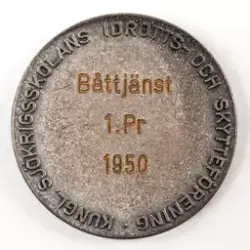 KUNGL. SJÖKRIGSSKOLANS IDROTTS- OCH SKYTTEFÖRENING
Båttjänst
1.Pr
1950